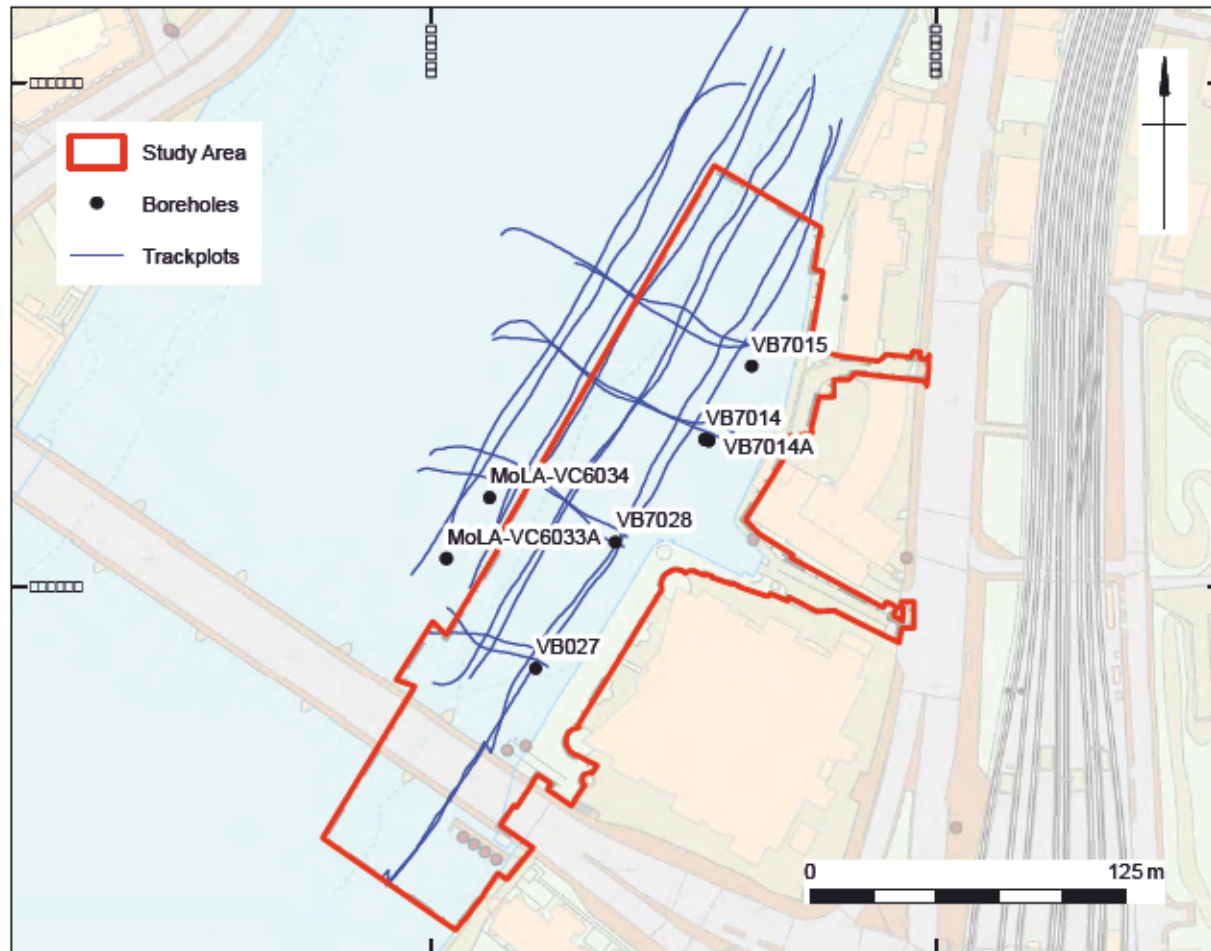 Study Area
Boreholes
Trackplots
VB7015
VB7014
VB7014A
MoLA-VC6034
VB7028
MoLA-VC6033A
VB027
0
125 m